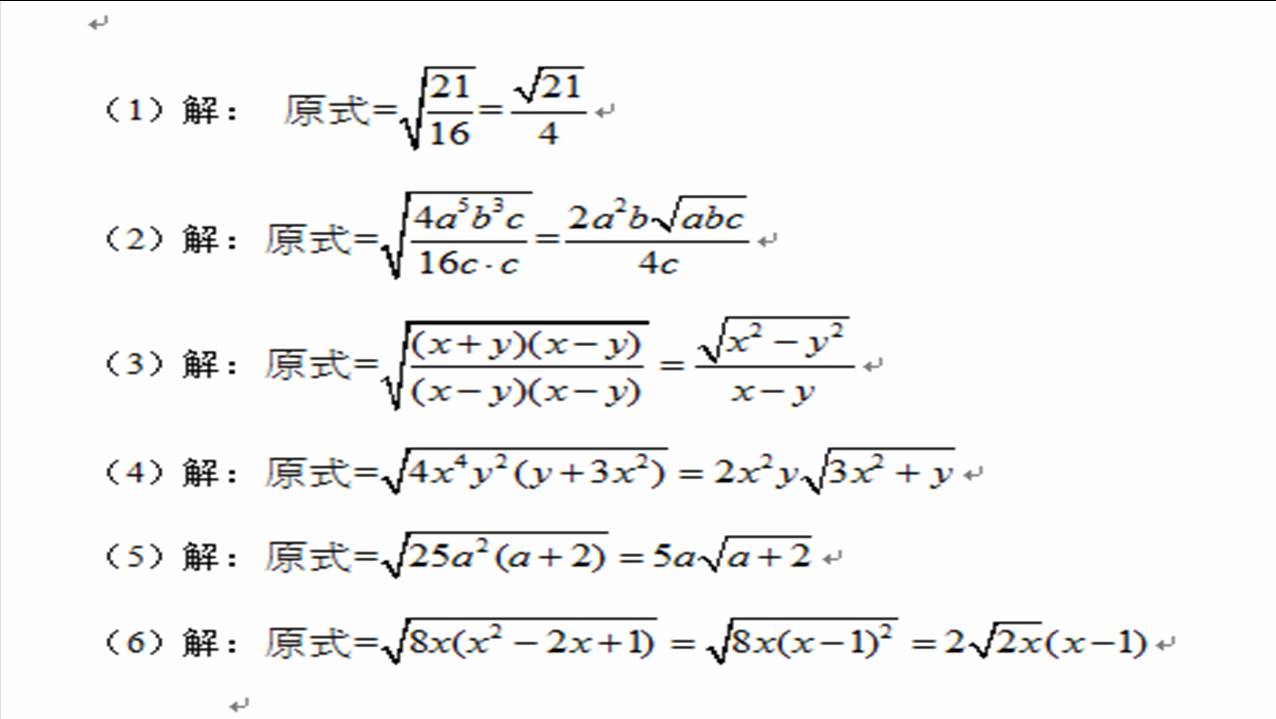 ↵
（1）解： 原式=√(21/16)=√21/4↵
（2）解：原式=√(4a⁵b³c/(16c·c))=2a²b√(abc)/(4c)↵
（3）解：原式=√((x+y)(x−y)/((x−y)(x−y)))=√(x²−y²)/(x−y)↵
（4）解：原式=√(4x⁴y²(y+3x²))=2x²y√(3x²+y)↵
（5）解：原式=√(25a²(a+2))=5a√(a+2)↵
（6）解：原式=√(8x(x²−2x+1))=√(8x(x−1)²)=2√(2x)(x−1)↵
↵